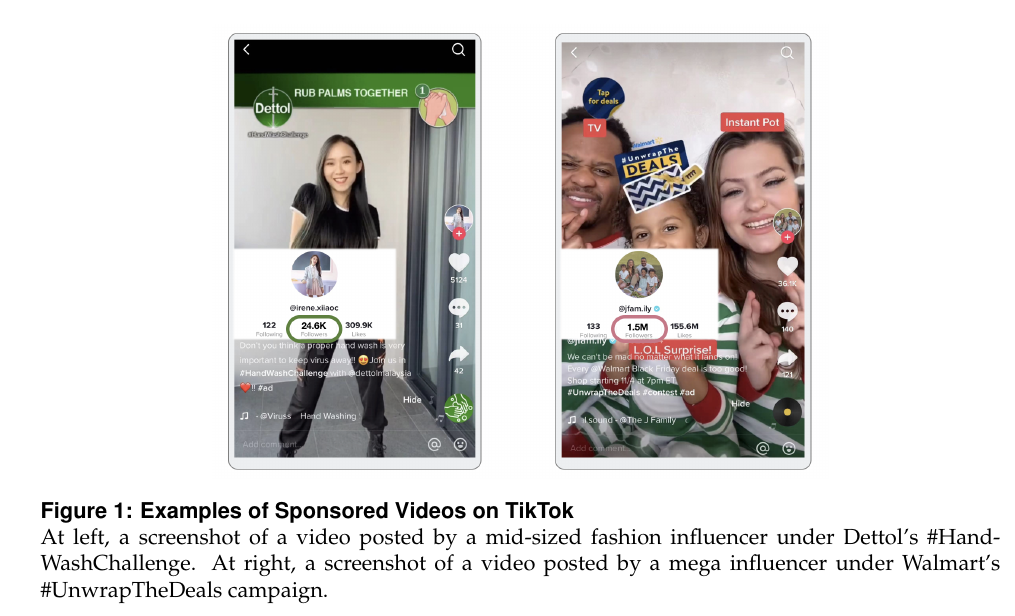 RUB PALMS TOGETHER
1
Dettol
#HandWashChallenge
@irene.xiiaoc
122
24.6K
309.9K
Following
Followers
Likes
5124
31
42
Don't you think a proper hand wash is very
important to keep virus away!! Join us in
#HandWashChallenge with @dettolmalaysia
!! #ad
Hide
- @Viruss Hand Washing
Add comment...
Tap
for deals
TV
Instant Pot
Walmart
#UnwrapThe
DEALS
@jfam.ily
133
1.5M
155.6M
Following
Followers
Likes
36.1K
140
121
@jfam.ily
L.O.L Surprise!
We can't be mading matter what it lands on!
Every @Walmart Black Friday deal is too good!
Shop starting 11/4 at 7pm ET
#UnwrapTheDeals #contest #ad
Hide
il sound - @The J Family
Add comment...
Figure 1: Examples of Sponsored Videos on TikTok
At left, a screenshot of a video posted by a mid-sized fashion influencer under Dettol's #Hand-
WashChallenge. At right, a screenshot of a video posted by a mega influencer under Walmart's
#UnwrapTheDeals campaign.